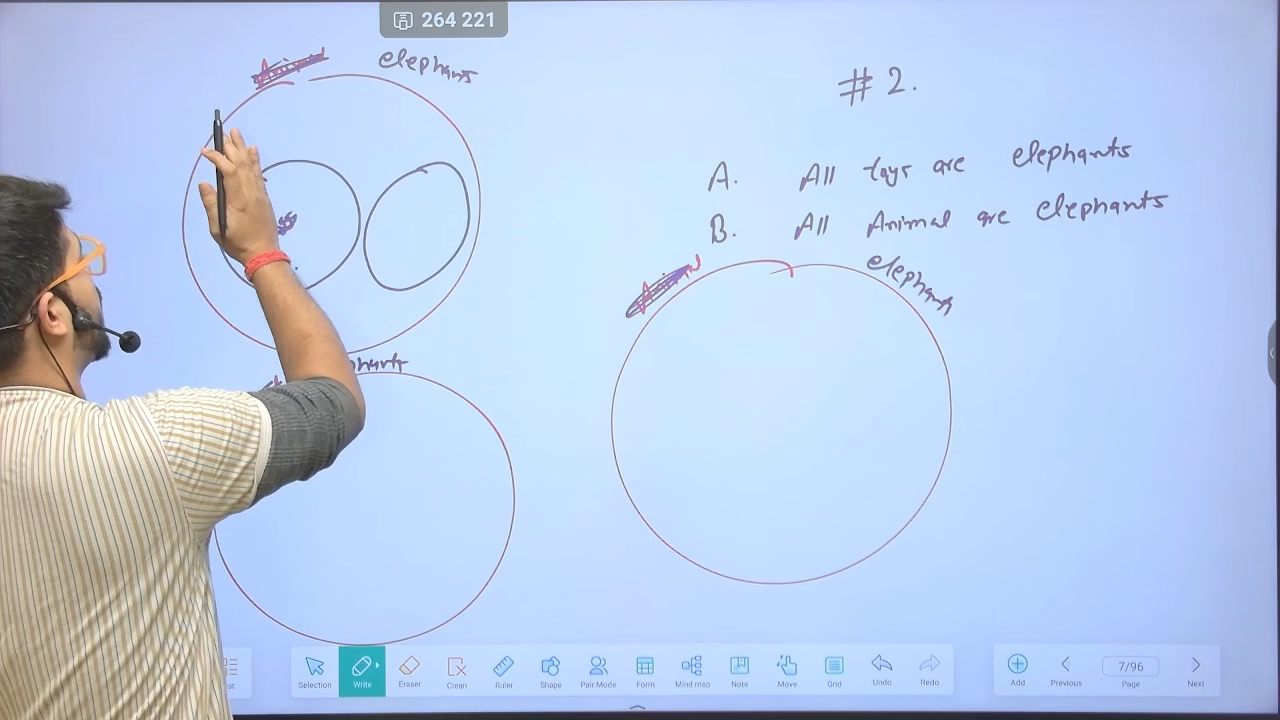 264 221
elephants
# 2.
A. All toys are elephants
B. All Animal are elephants
elephants
Selection
Write
Eraser
Clean
Ruler
Shape
Pair Mode
Form
Mind map
Note
Move
Grid
Undo
Redo
Add
Previous
7/96
Page
Next